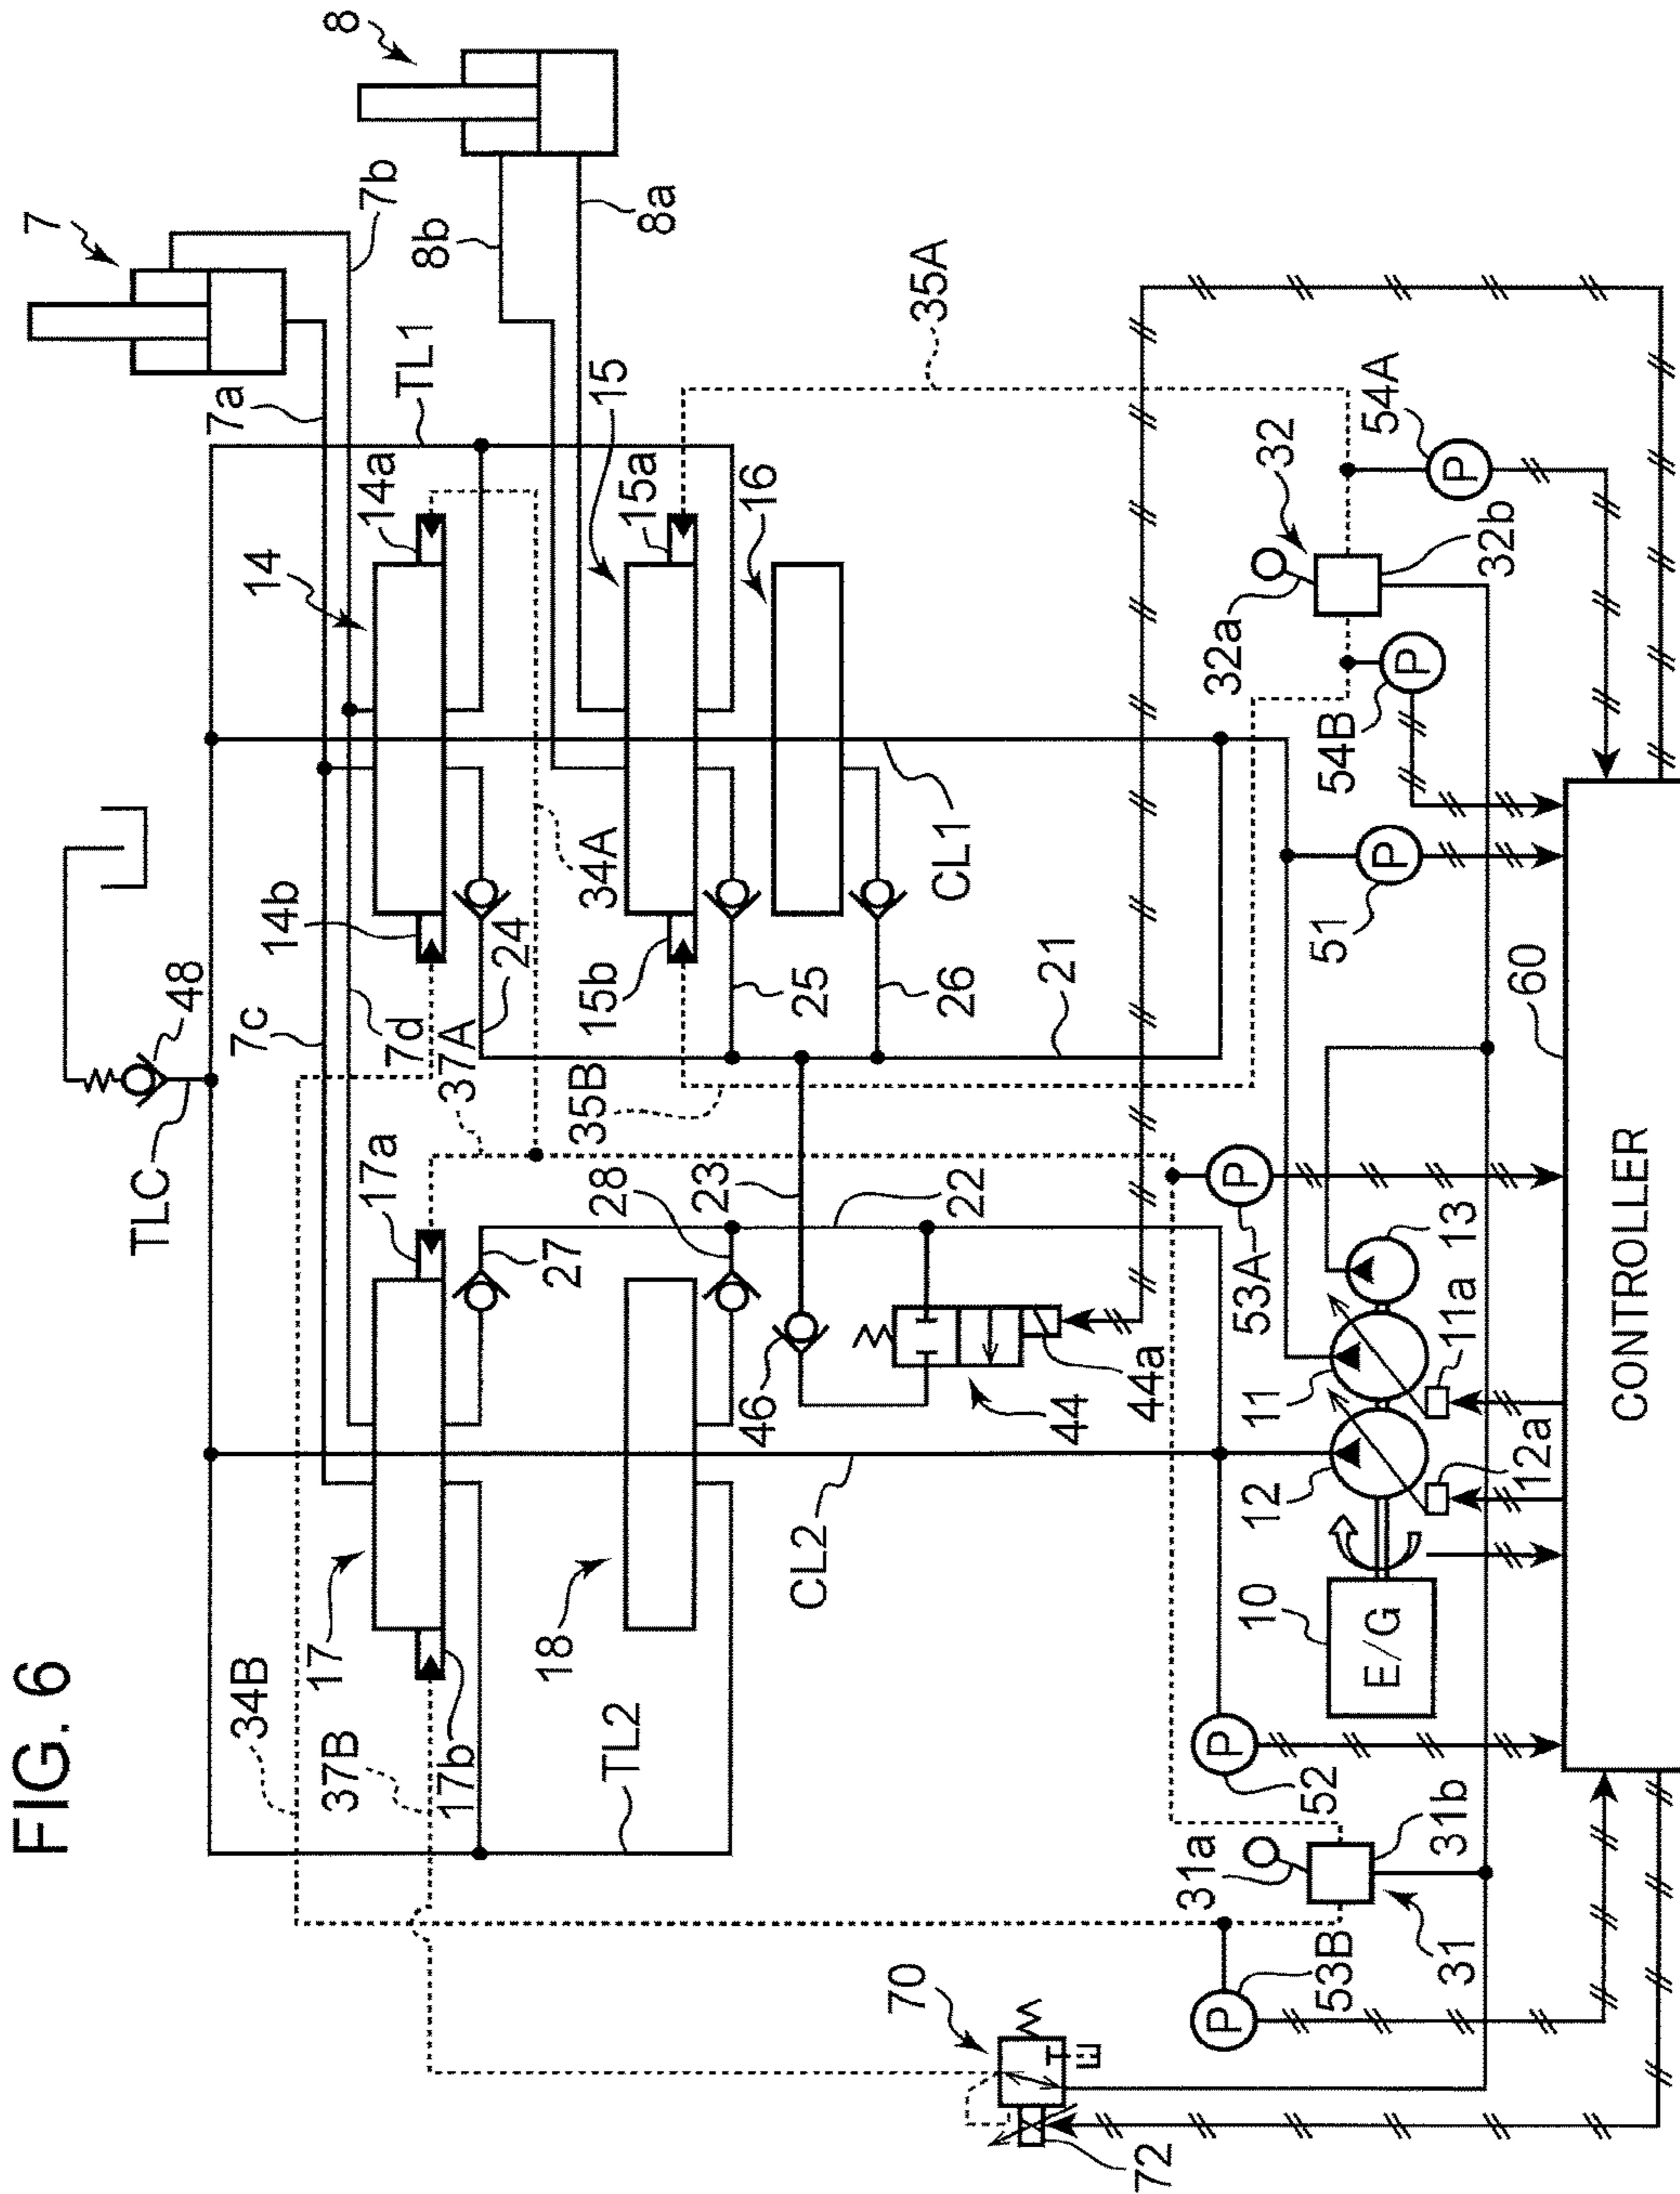 FIG. 6
7
8
7a
7b
8b
8a
TL1
14
14a
15
15a
16
35A
14b
24
34A
15b
25
26
CL1
21
48
TLC
7c
7d
37A
35B
17a
27
28
23
22
46
44
44a
17
34B
37B
17b
18
TL2
CL2
32
32a
32b
54A
P
54B
P
51
P
60
53A
P
13
11
11a
12
12a
10
E/G
52
P
31a
31b
31
53B
P
70
72
CONTROLLER